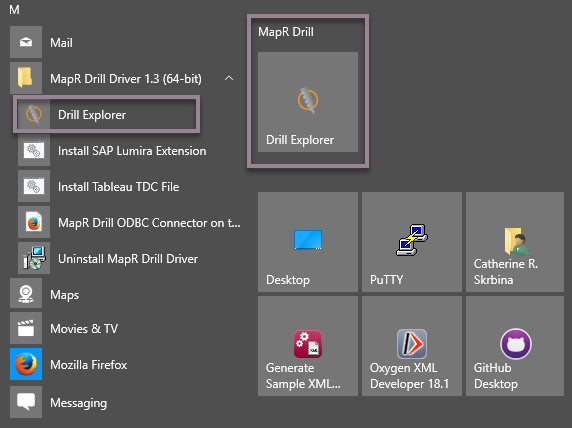 M
Mail
MapR Drill Driver 1.3 (64-bit)
Drill Explorer
Install SAP Lumira Extension
Install Tableau TDC File
MapR Drill ODBC Connector on t...
Uninstall MapR Drill Driver
Maps
Movies & TV
Mozilla Firefox
Messaging
MapR Drill
Drill Explorer
Desktop
PuTTY
Catherine R.
Skrbina
Generate
Sample XML...
Oxygen XML
Developer 18.1
GitHub
Desktop